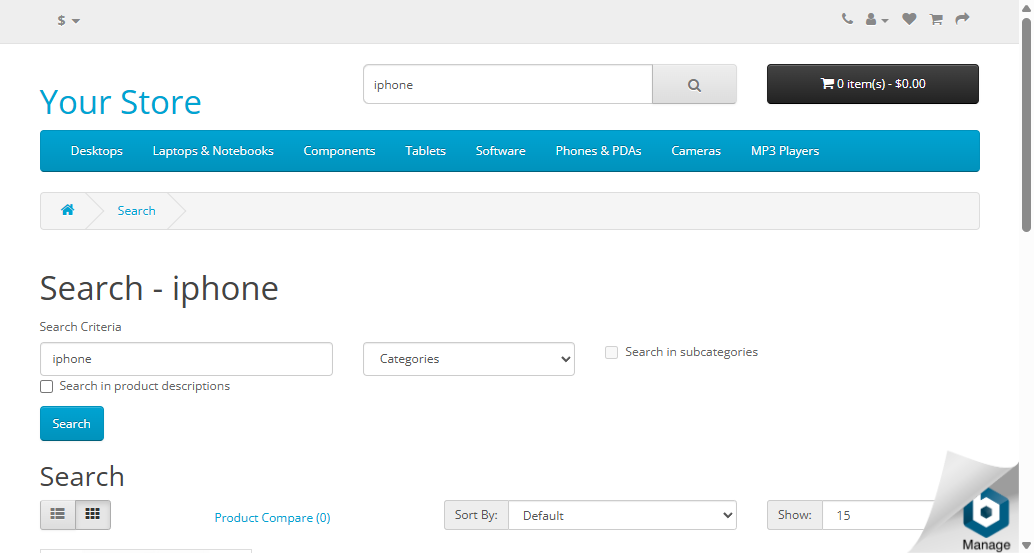 $
iphone
0 item(s) - $0.00
Your Store
Desktops Laptops & Notebooks Components Tablets Software Phones & PDAs Cameras MP3 Players
Search
Search - iphone
Search Criteria
iphone Categories Search in subcategories
Search in product descriptions
Search
Search
Product Compare (0) Sort By: Default Show: 15
Manage